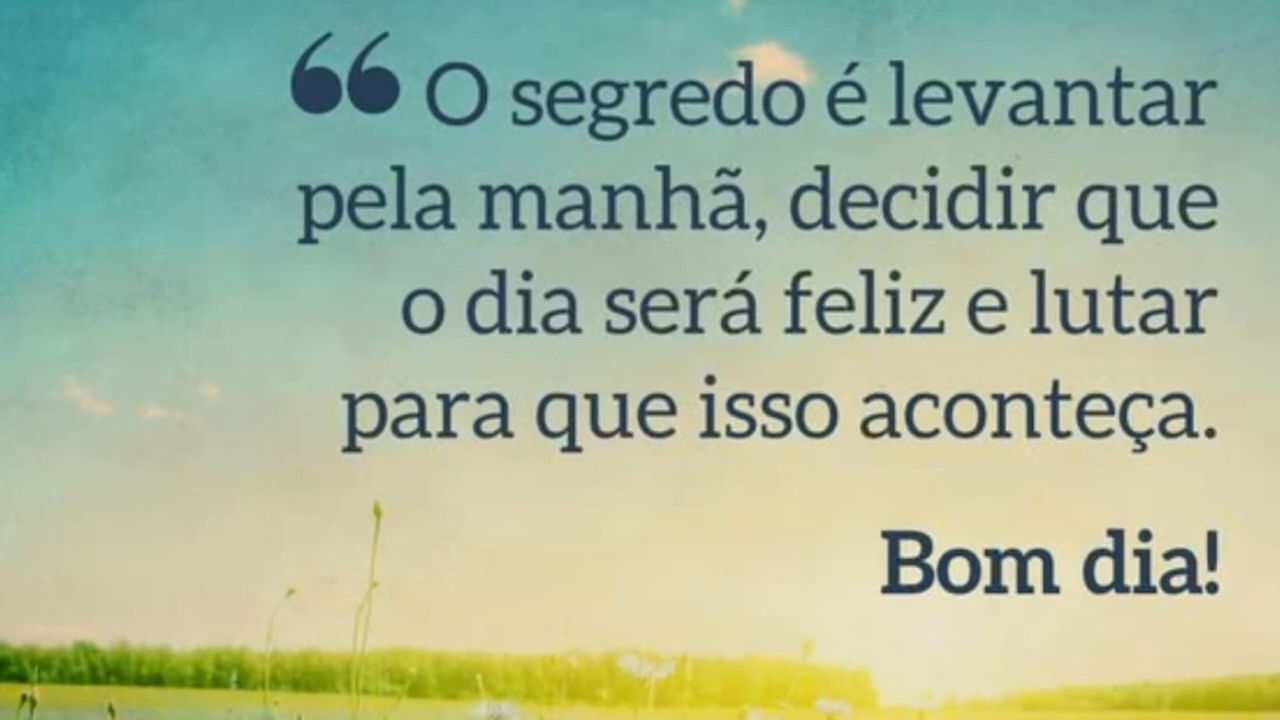 “ O segredo é levantar
pela manhã, decidir que
o dia será feliz e lutar
para que isso aconteça.
Bom dia!